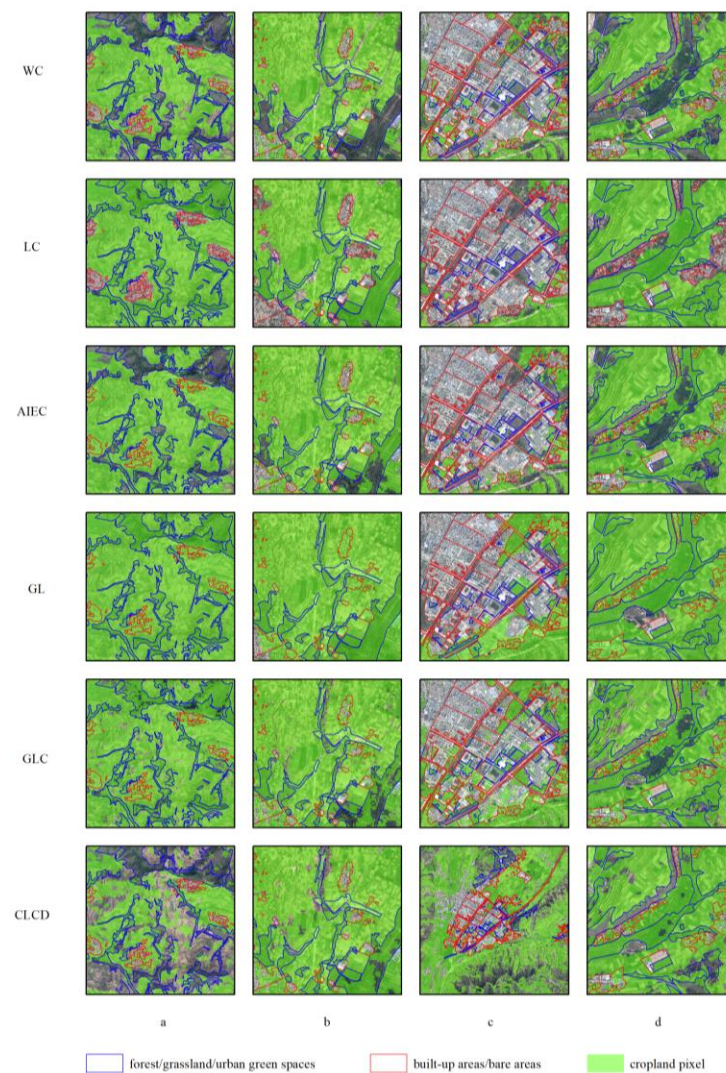 WC
LC
AIEC
GL
GLC
CLCD
a b c d
forest/grassland/urban green spaces built-up areas/bare areas cropland pixel